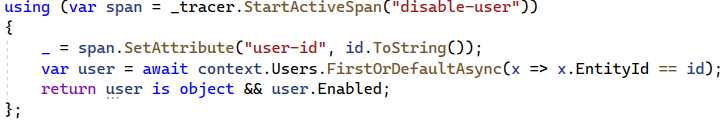 using (var span = _tracer.StartActiveSpan("disable-user"))
{
    _ = span.SetAttribute("user-id", id.ToString());
    var user = await context.Users.FirstOrDefaultAsync(x => x.EntityId == id);
    return user is object && user.Enabled;
};